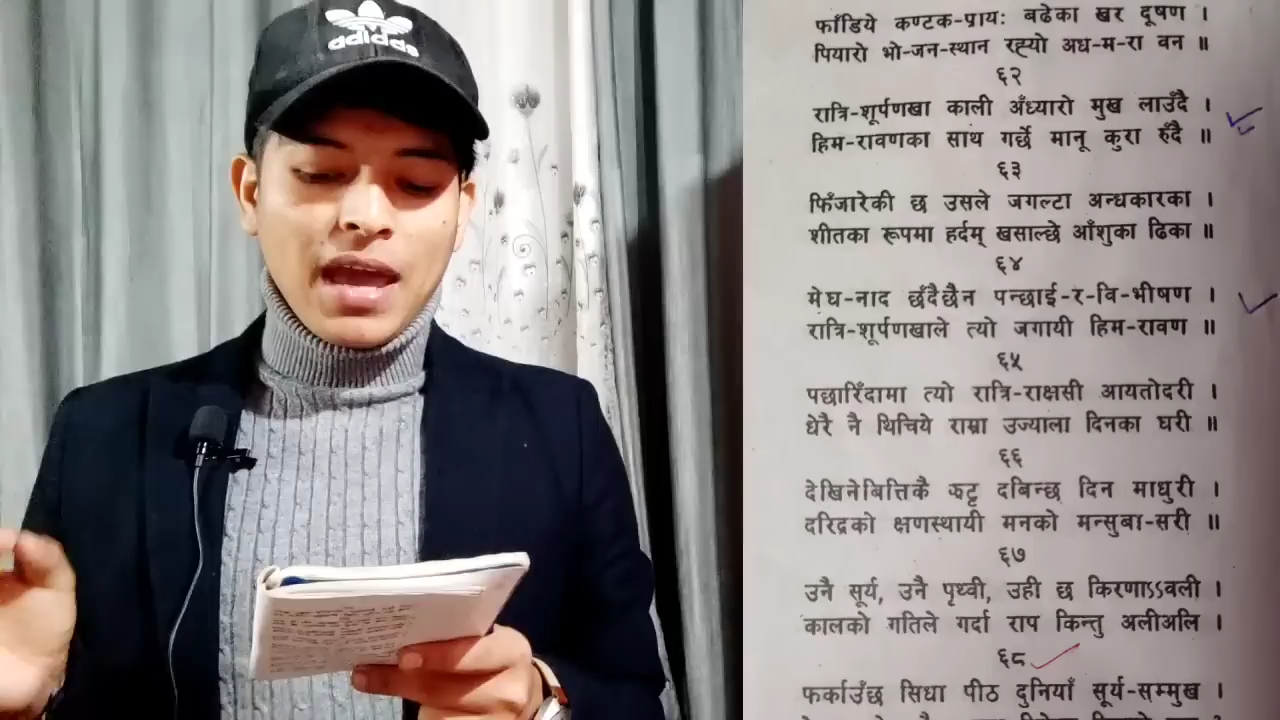 adidas
फाँडिये कण्टक-प्रायः बढेका खर दूषण ।
पियारो भो-जन-स्थान रह्यो अध-म-रा वन ॥
६२
रात्रि-शूर्पणखा काली अँध्यारो मुख लाउँदै ।
हिम-रावणका साथ गर्छे मानू कुरा रुँदै ॥
६३
फिँजारेकी छ उसले जगल्टा अन्धकारका ।
शीतका रूपमा हर्दम् खसाल्छे आँशुका ढिका ॥
६४
मेघ-नाद छँदैछैन पन्छाई-र-वि-भीषण ।
रात्रि-शूर्पणखाले त्यो जगायी हिम-रावण ॥
६५
पछारिँदामा त्यो रात्रि-राक्षसी आयतोदरी ।
धेरै नै थिचिये राम्रा उज्याला दिनका घरी ॥
६६
देखिनेबित्तिकै झट्ट दबिन्छ दिन माधुरी ।
दरिद्रको क्षणस्थायी मनको मन्सुबा-सरी ॥
६७
उनै सूर्य, उनै पृथ्वी, उही छ किरणाऽऽवली ।
कालको गतिले गर्दा राप किन्तु अलीअलि ।
६८
फर्काउँछ सिधा पीठ दुनियाँ सूर्य-सम्मुख ।